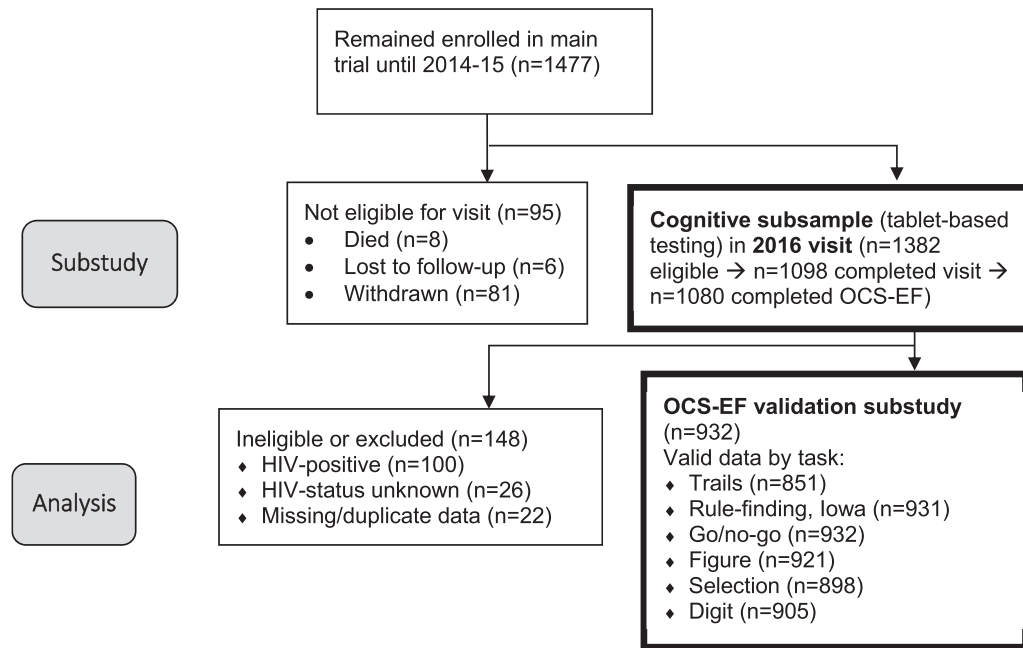 Remained enrolled in main
trial until 2014-15 (n=1477)
Substudy
Not eligible for visit (n=95)
• Died (n=8)
• Lost to follow-up (n=6)
• Withdrawn (n=81)
Cognitive subsample (tablet-based
testing) in 2016 visit (n=1382
eligible → n=1098 completed visit →
n=1080 completed OCS-EF)
Analysis
Ineligible or excluded (n=148)
♦ HIV-positive (n=100)
♦ HIV-status unknown (n=26)
♦ Missing/duplicate data (n=22)
OCS-EF validation substudy
(n=932)
Valid data by task:
♦ Trails (n=851)
♦ Rule-finding, Iowa (n=931)
♦ Go/no-go (n=932)
♦ Figure (n=921)
♦ Selection (n=898)
♦ Digit (n=905)